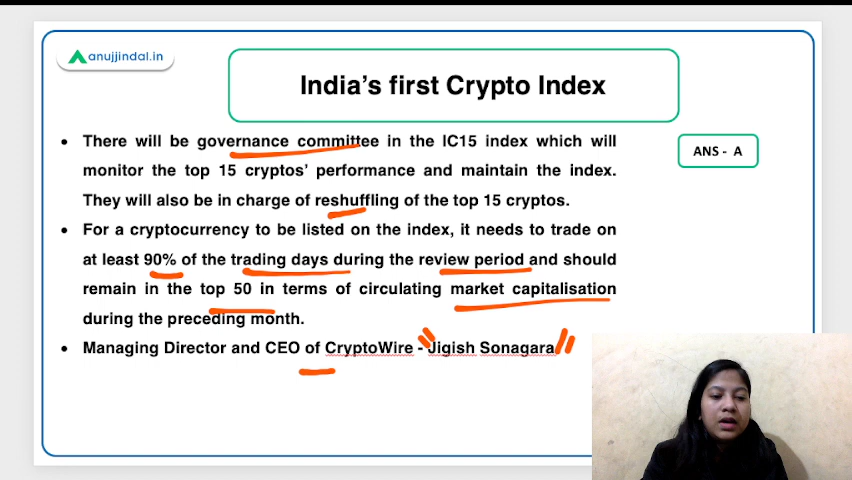 anujjindal.in
India's first Crypto Index
• There will be governance committee in the IC15 index which will
monitor the top 15 cryptos' performance and maintain the index.
They will also be in charge of reshuffling of the top 15 cryptos.
ANS - A
• For a cryptocurrency to be listed on the index, it needs to trade on
at least 90% of the trading days during the review period and should
remain in the top 50 in terms of circulating market capitalisation
during the preceding month.
• Managing Director and CEO of CryptoWire - Jigish Sonagara